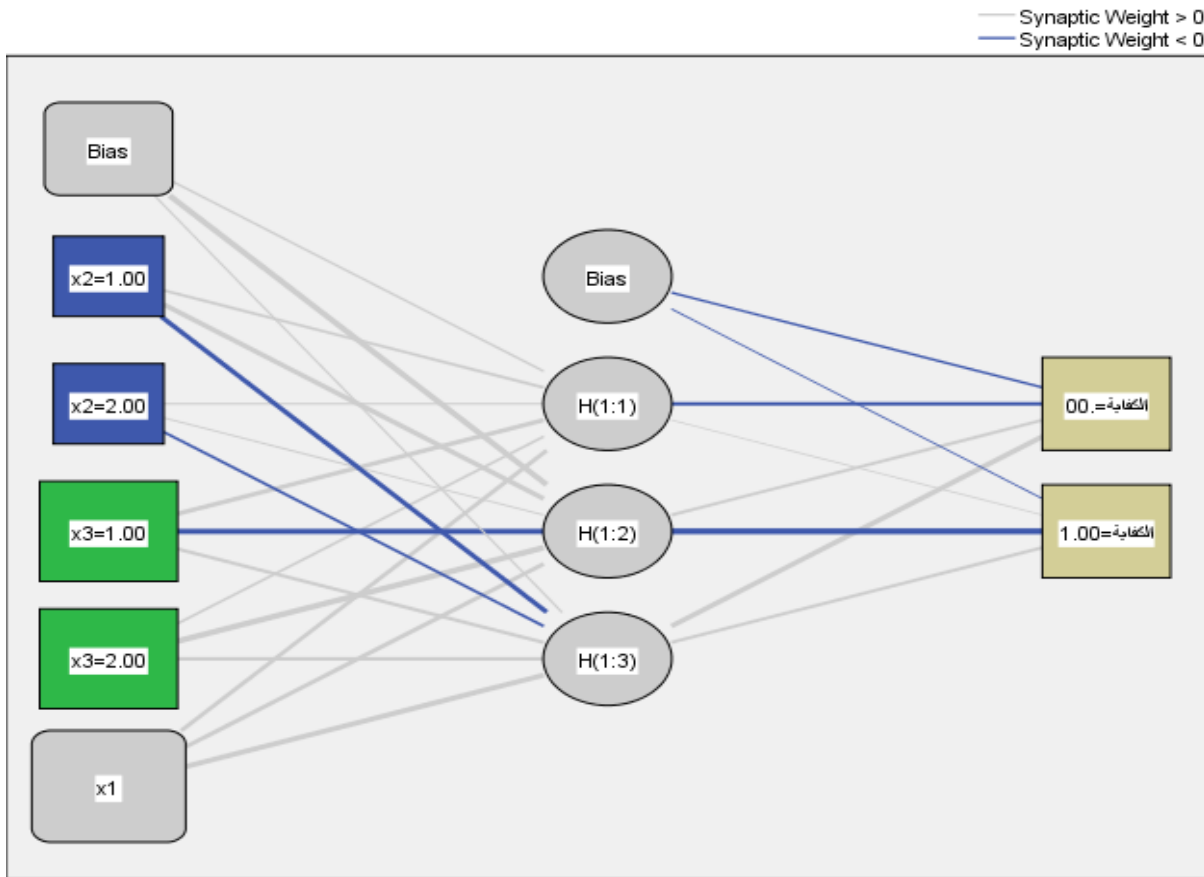 Synaptic Weight > 0
Synaptic Weight < 0
Bias
x2=1.00
x2=2.00
x3=1.00
x3=2.00
x1
Bias
H(1:1)
H(1:2)
H(1:3)
الكفاية=.00
الكفاية=1.00